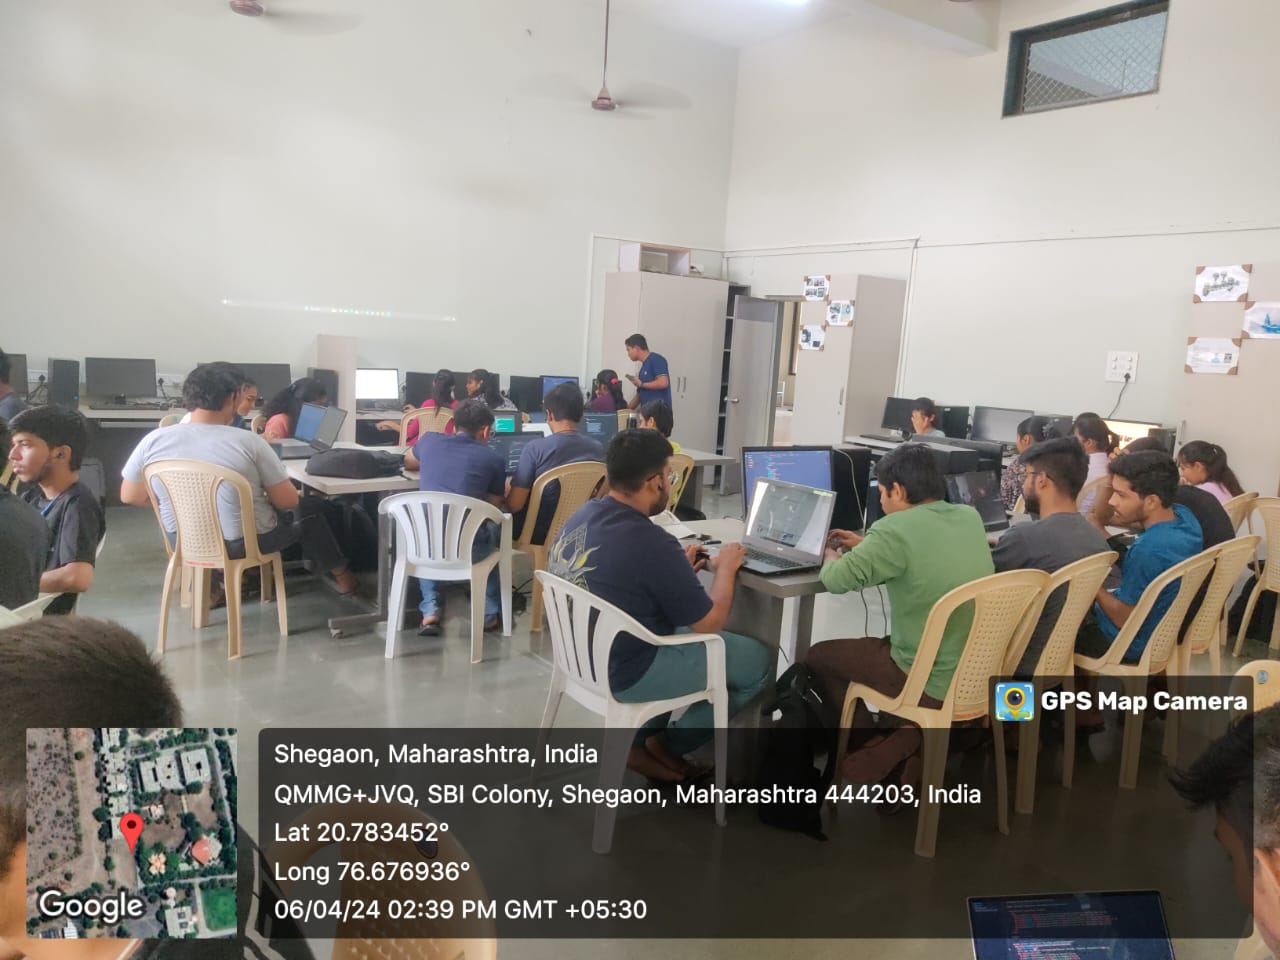 GPS Map Camera
Shegaon, Maharashtra, India
QMMG+JVQ, SBI Colony, Shegaon, Maharashtra 444203, India
Lat 20.783452°
Long 76.676936°
06/04/24 02:39 PM GMT +05:30
Google